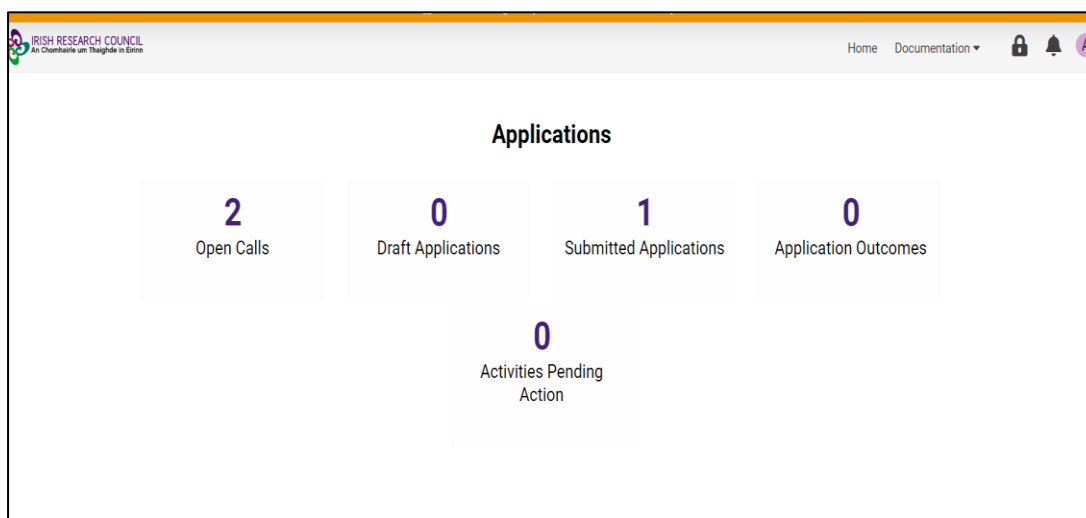 IRISH RESEARCH COUNCIL
An Chomhairle um Thaighde in Éirinn
Home Documentation
Applications
2
Open Calls
0
Draft Applications
1
Submitted Applications
0
Application Outcomes
0
Activities Pending
Action